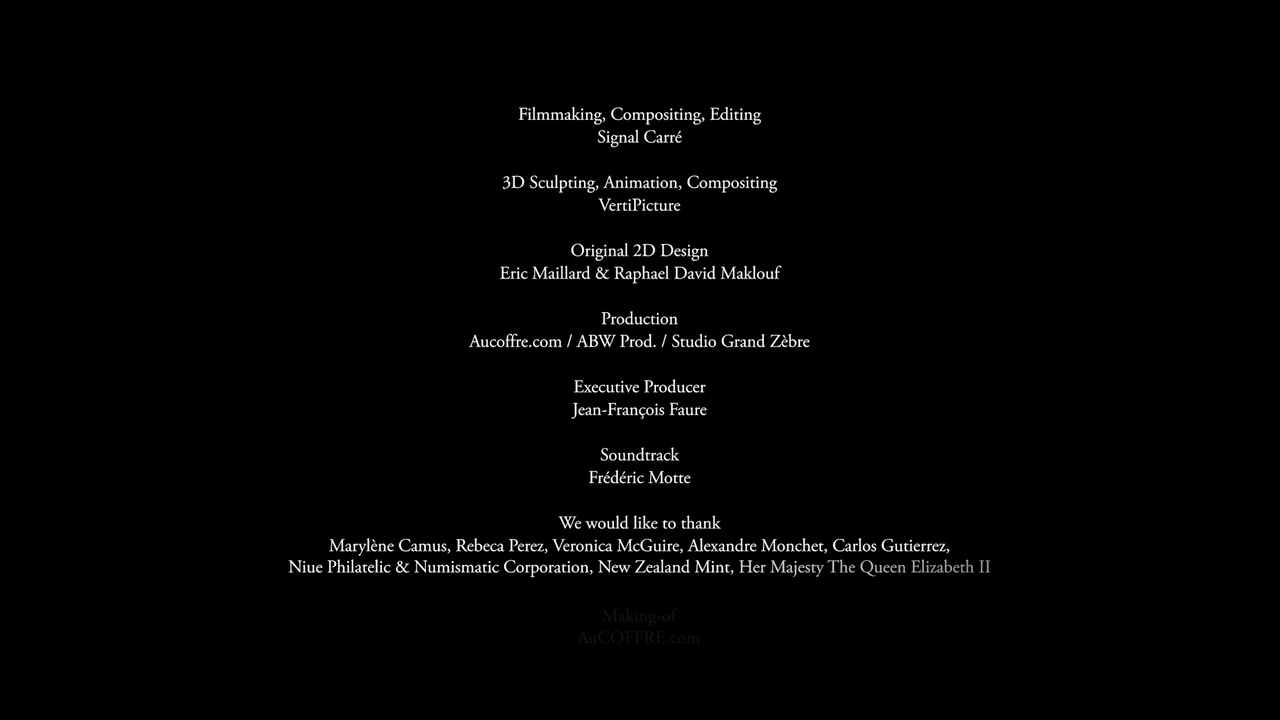 Filmmaking, Compositing, Editing
Signal Carré
3D Sculpting, Animation, Compositing
VertiPicture
Original 2D Design
Eric Maillard & Raphael David Maklouf
Production
Aucoffre.com / ABW Prod. / Studio Grand Zèbre
Executive Producer
Jean-François Faure
Soundtrack
Frédéric Motte
We would like to thank
Marylène Camus, Rebeca Perez, Veronica McGuire, Alexandre Monchet, Carlos Gutierrez,
Niue Philatelic & Numismatic Corporation, New Zealand Mint, Her Majesty The Queen Elizabeth II
Making-of
AuCOFFRE.com